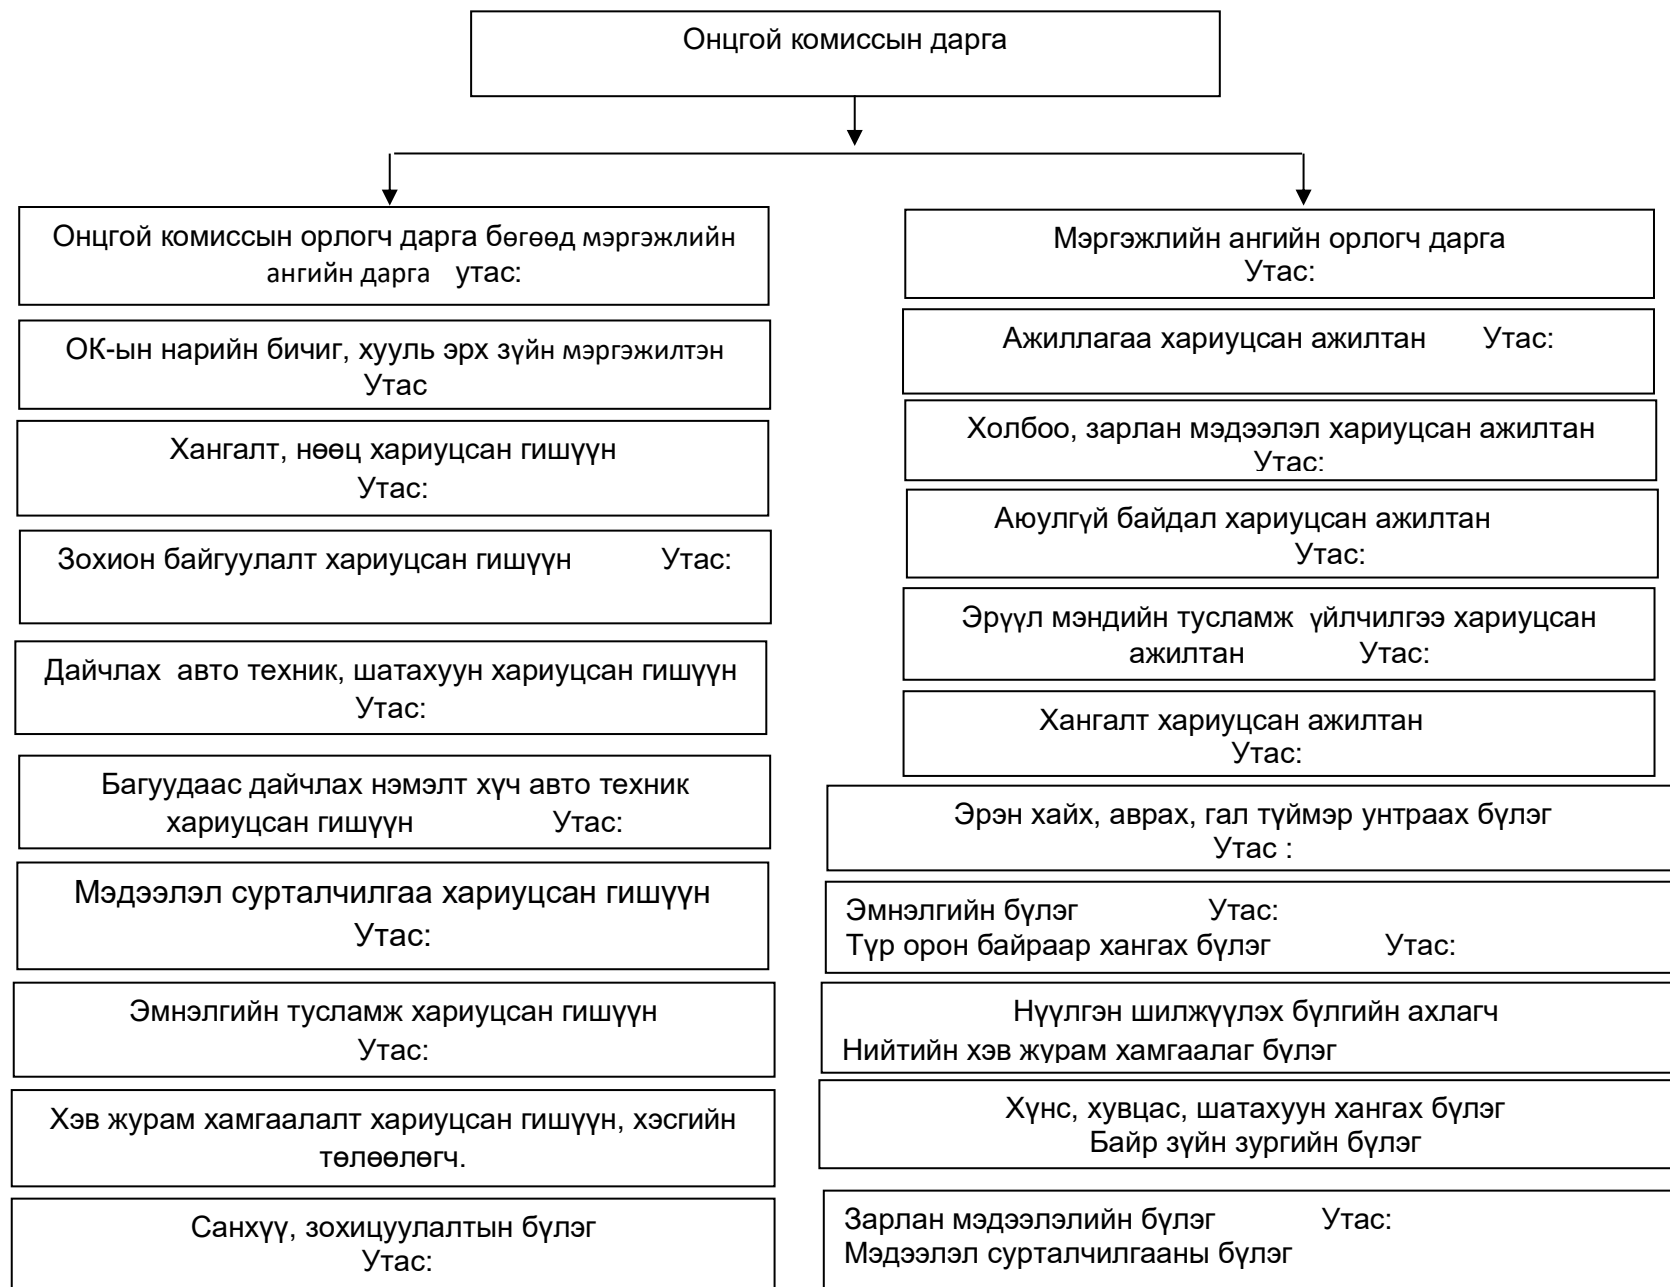 Онцгой комиссын дарга
Онцгой комиссын орлогч дарга бөгөөд мэргэжлийн
ангийн дарга утас:
ОК-ын нарийн бичиг, хууль эрх зүйн мэргэжилтэн
Утас
Хангалт, нөөц хариуцсан гишүүн
Утас:
Зохион байгуулалт хариуцсан гишүүн Утас:
Дайчлах авто техник, шатахуун хариуцсан гишүүн
Утас:
Багуудаас дайчлах нэмэлт хүч авто техник
хариуцсан гишүүн Утас:
Мэдээлэл сурталчилгаа хариуцсан гишүүн
Утас:
Эмнэлгийн тусламж хариуцсан гишүүн
Утас:
Хэв журам хамгаалалт хариуцсан гишүүн, хэсгийн
төлөөлөгч.
Санхүү, зохицуулалтын бүлэг
Утас:
Мэргэжлийн ангийн орлогч дарга
Утас:
Ажиллагаа хариуцсан ажилтан Утас:
Холбоо, зарлан мэдээлэл хариуцсан ажилтан
Утас:
Аюулгүй байдал хариуцсан ажилтан
Утас:
Эрүүл мэндийн тусламж үйлчилгээ хариуцсан
ажилтан Утас:
Хангалт хариуцсан ажилтан
Утас:
Эрэн хайх, аврах, гал түймэр унтраах бүлэг
Утас :
Эмнэлгийн бүлэг Утас:
Түр орон байраар хангах бүлэг Утас:
Нүүлгэн шилжүүлэх бүлгийн ахлагч
Нийтийн хэв журам хамгаалаг бүлэг
Хүнс, хувцас, шатахуун хангах бүлэг
Байр зүйн зургийн бүлэг
Зарлан мэдээлэлийн бүлэг Утас:
Мэдээлэл сурталчилгааны бүлэг